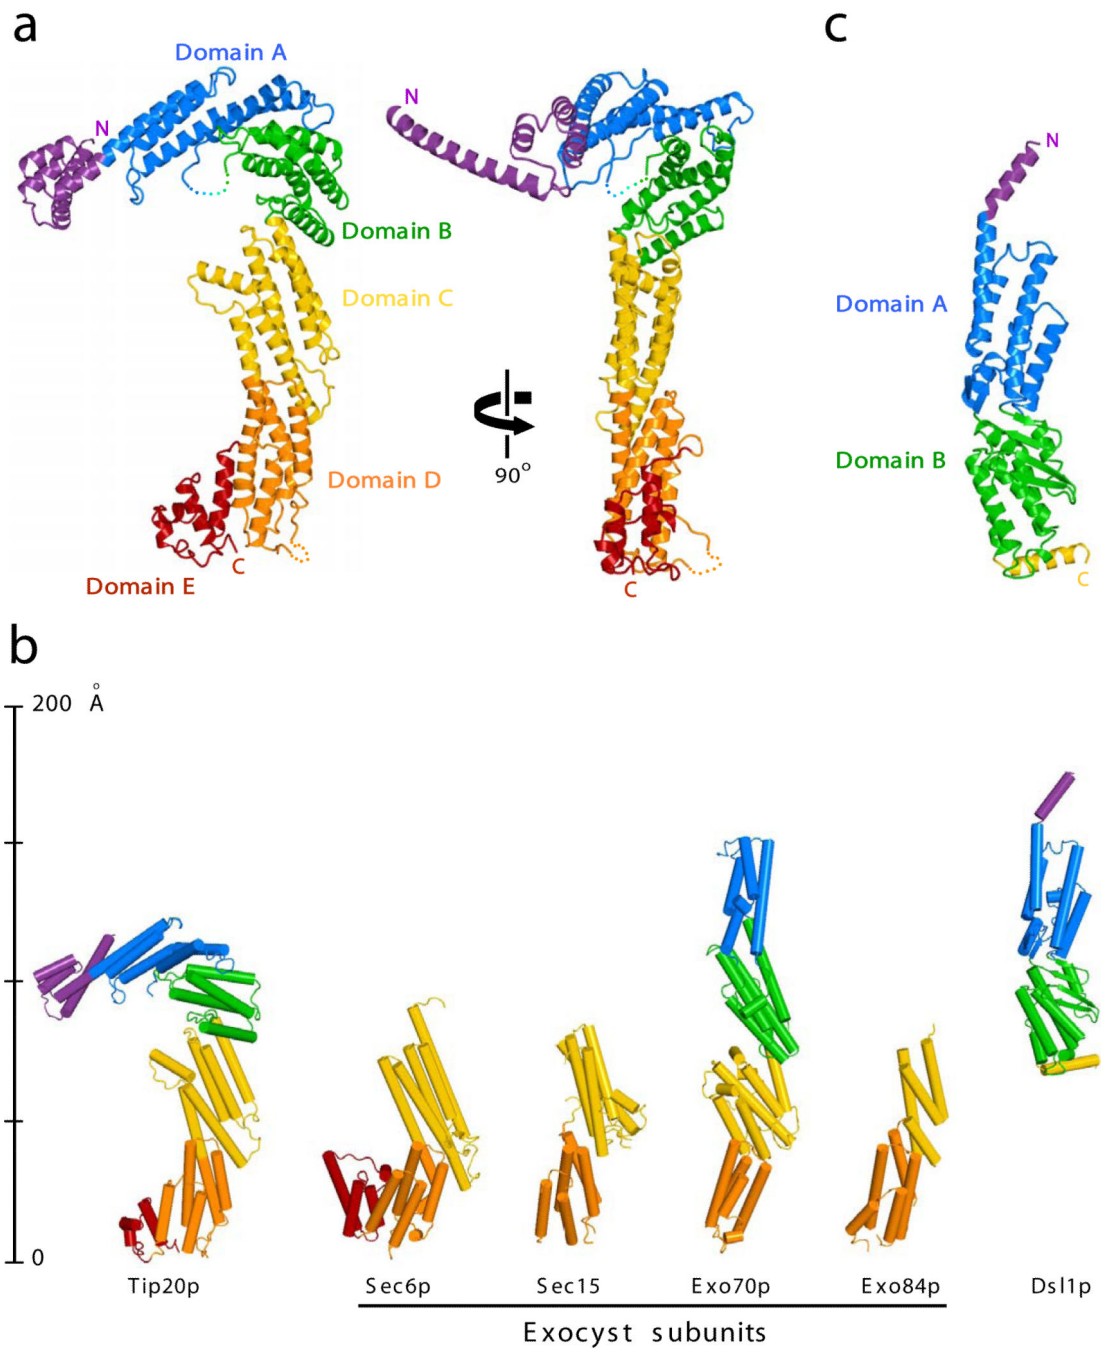 a
c
Domain A
N
N
N
Domain B
Domain A
Domain C
Domain B
Domain D
90°
C
Domain E
C
C
b
200 Å
0
Tip20p
Sec6p
Sec15
Exo70p
Exo84p
Dsl1p
Exocyst subunits